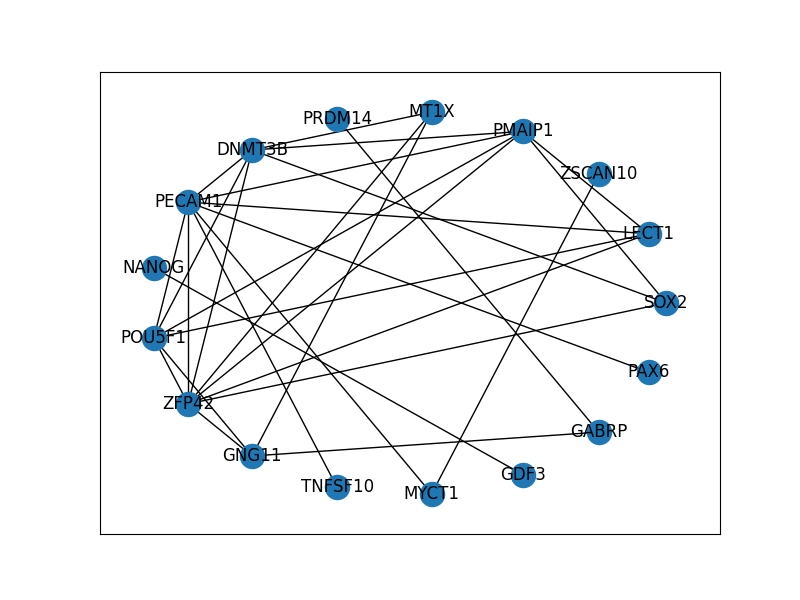 MT1X
PRDM14
PMAIP1
DNMT3B
ZSCAN10
PECAM1
LECT1
NANOG
SOX2
POU5F1
PAX6
ZFP42
GABRP
GNG11
GDF3
TNFSF10
MYCT1